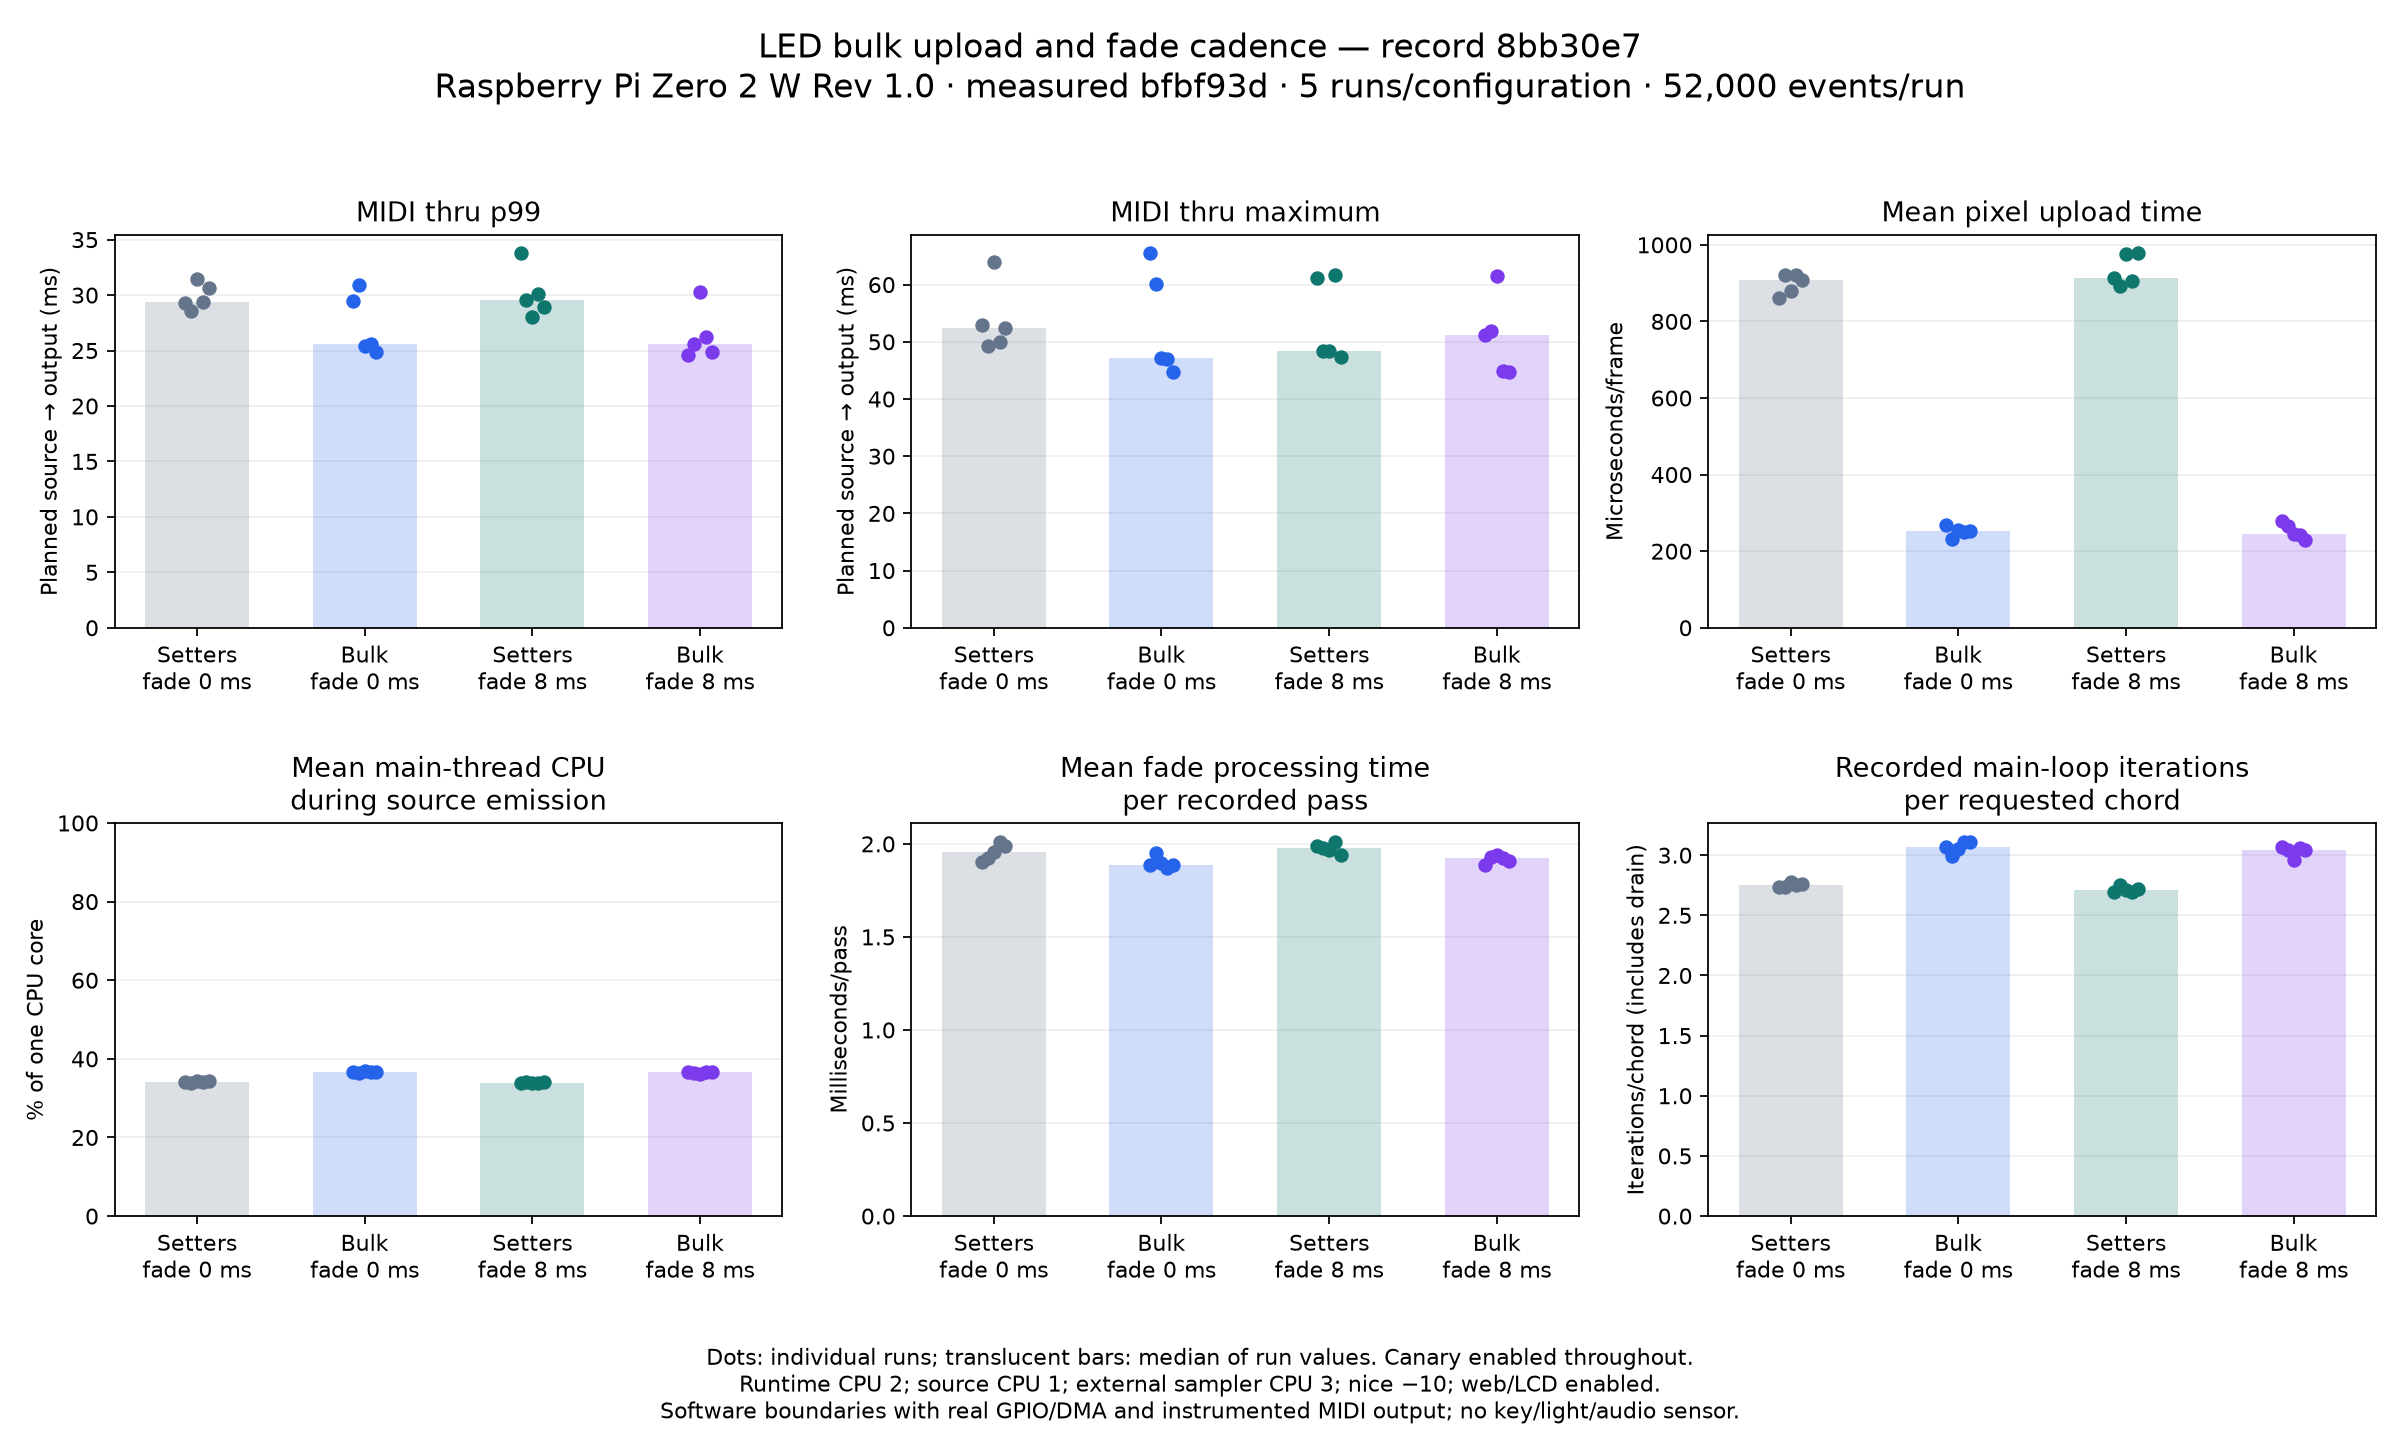 LED bulk upload and fade cadence — record 8bb30e7
Raspberry Pi Zero 2 W Rev 1.0 · measured bfbf93d · 5 runs/configuration · 52,000 events/run
MIDI thru p99
Planned source → output (ms)
35
30
25
20
15
10
5
0
Setters
fade 0 ms
Bulk
fade 0 ms
Setters
fade 8 ms
Bulk
fade 8 ms
MIDI thru maximum
Planned source → output (ms)
60
50
40
30
20
10
0
Setters
fade 0 ms
Bulk
fade 0 ms
Setters
fade 8 ms
Bulk
fade 8 ms
Mean pixel upload time
Microseconds/frame
1000
800
600
400
200
0
Setters
fade 0 ms
Bulk
fade 0 ms
Setters
fade 8 ms
Bulk
fade 8 ms
Mean main-thread CPU
during source emission
% of one CPU core
100
80
60
40
20
0
Setters
fade 0 ms
Bulk
fade 0 ms
Setters
fade 8 ms
Bulk
fade 8 ms
Mean fade processing time
per recorded pass
Milliseconds/pass
2.0
1.5
1.0
0.5
0.0
Setters
fade 0 ms
Bulk
fade 0 ms
Setters
fade 8 ms
Bulk
fade 8 ms
Recorded main-loop iterations
per requested chord
Iterations/chord (includes drain)
3.0
2.5
2.0
1.5
1.0
0.5
0.0
Setters
fade 0 ms
Bulk
fade 0 ms
Setters
fade 8 ms
Bulk
fade 8 ms
Dots: individual runs; translucent bars: median of run values. Canary enabled throughout.
Runtime CPU 2; source CPU 1; external sampler CPU 3; nice −10; web/LCD enabled.
Software boundaries with real GPIO/DMA and instrumented MIDI output; no key/light/audio sensor.